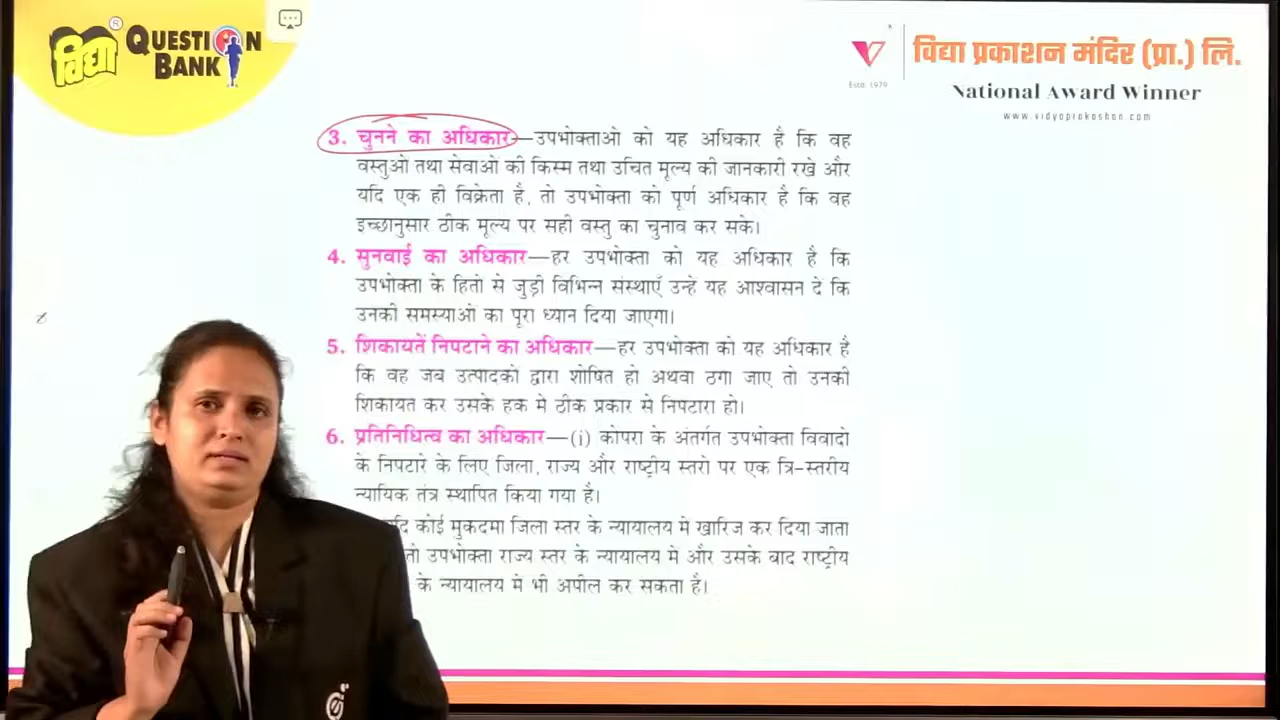 विद्या
®
QUESTION
BANK
Estd. 1979
विद्या प्रकाशन मंदिर (प्रा.) लि.
National Award Winner
www.vidyaprakashan.com
3. चुनने का अधिकार—उपभोक्ताओं को यह अधिकार है कि वह
वस्तुओं तथा सेवाओं की किस्म तथा उचित मूल्य की जानकारी रखे और
यदि एक ही विक्रेता है, तो उपभोक्ता को पूर्ण अधिकार है कि वह
इच्छानुसार ठीक मूल्य पर सही वस्तु का चुनाव कर सके।
4. सुनवाई का अधिकार—हर उपभोक्ता को यह अधिकार है कि
उपभोक्ता के हितों से जुड़ी विभिन्न संस्थाएँ उन्हें यह आश्वासन दें कि
उनकी समस्याओं का पूरा ध्यान दिया जाएगा।
5. शिकायतें निपटाने का अधिकार—हर उपभोक्ता को यह अधिकार है
कि वह जब उत्पादकों द्वारा शोषित हो अथवा ठगा जाए तो उनकी
शिकायत कर उसके हक में ठीक प्रकार से निपटारा हो।
6. प्रतिनिधित्व का अधिकार—(i) कोपरा के अंतर्गत उपभोक्ता विवादों
के निपटारे के लिए जिला, राज्य और राष्ट्रीय स्तरों पर एक त्रि-स्तरीय
न्यायिक तंत्र स्थापित किया गया है।
कोई मुकदमा जिला स्तर के न्यायालय में खारिज कर दिया जाता
तो उपभोक्ता राज्य स्तर के न्यायालय में और उसके बाद राष्ट्रीय
के न्यायालय में भी अपील कर सकता है।